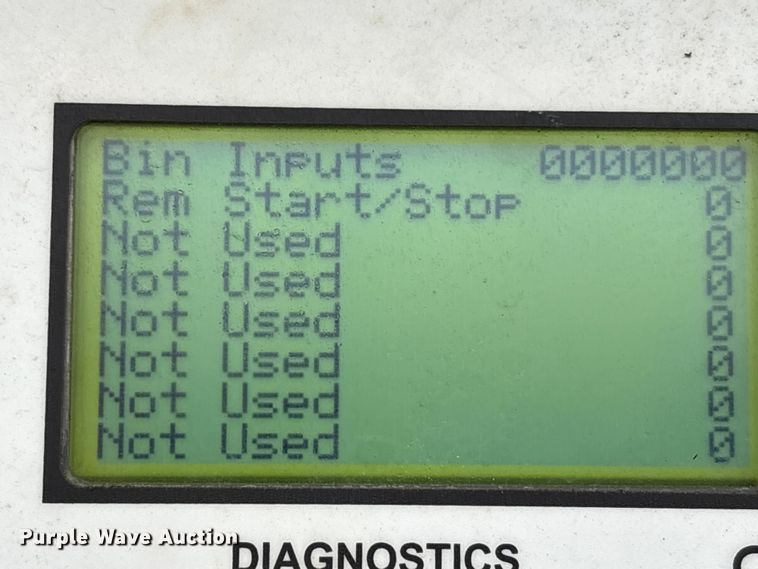 Bin Inputs 0000000
Rem Start/Stop 0
Not Used 0
Not Used 0
Not Used 0
Not Used 0
Not Used 0
Not Used 0
Purple Wave Auction
DIAGNOSTICS